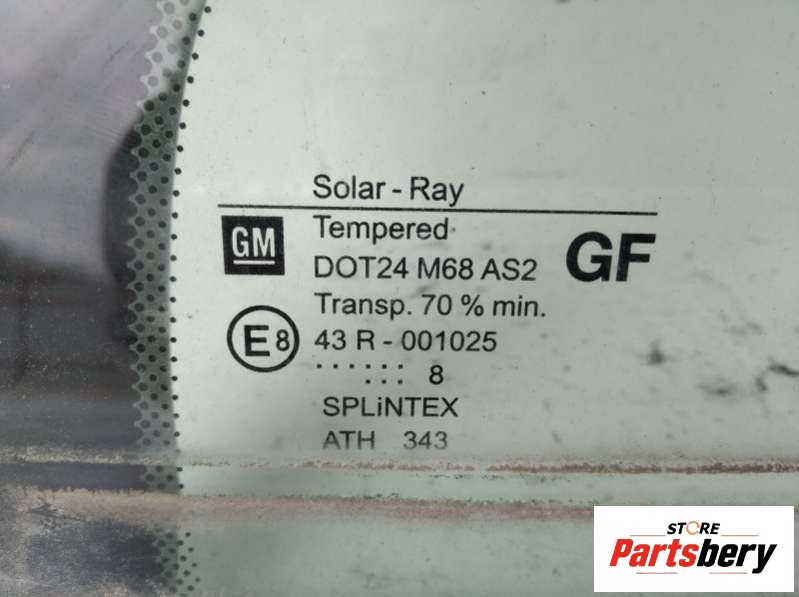 Solar - Ray
GM
Tempered
DOT24 M68 AS2
GF
Transp. 70 % min.
E8
43 R - 001025
....... ... 8
SPLiNTEX
ATH 343
STORE
Partsbery